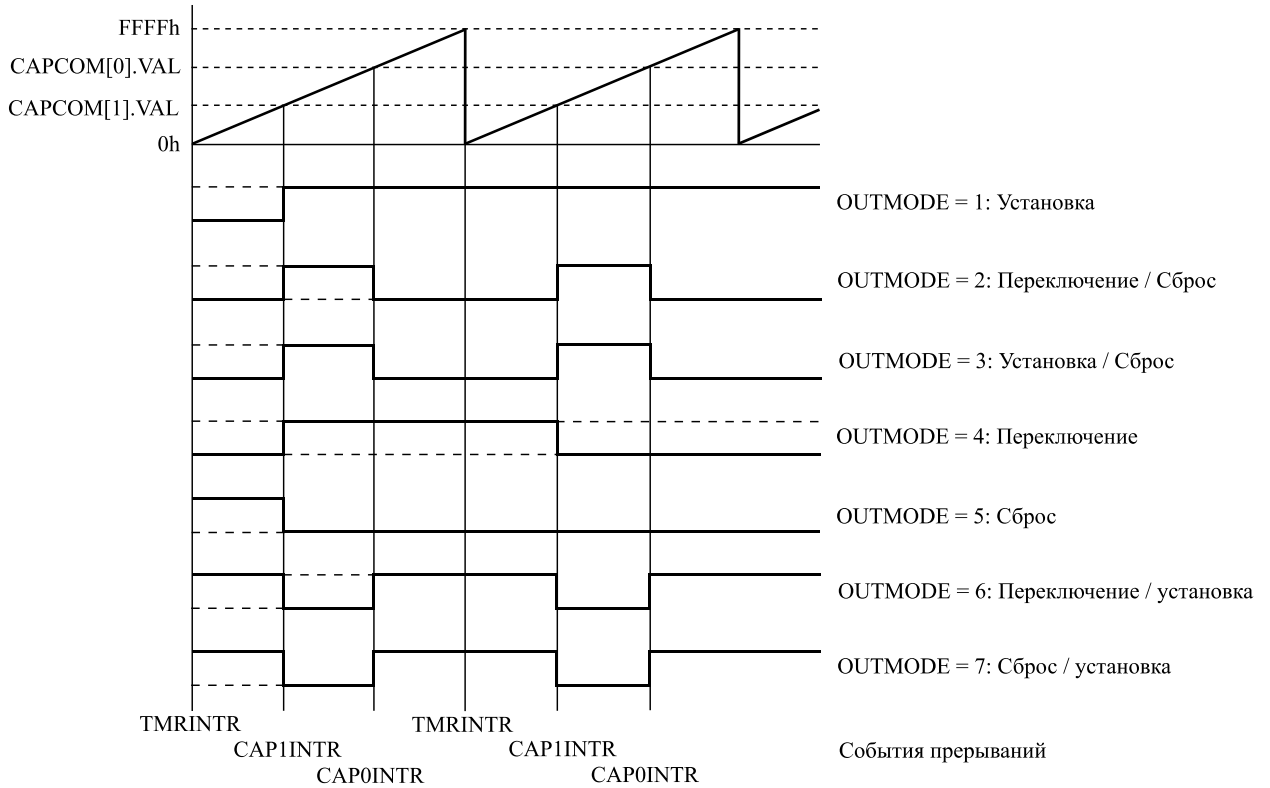 FFFFh
CAPCOM[0].VAL
CAPCOM[1].VAL
0h
OUTMODE = 1: Установка
OUTMODE = 2: Переключение / Сброс
OUTMODE = 3: Установка / Сброс
OUTMODE = 4: Переключение
OUTMODE = 5: Сброс
OUTMODE = 6: Переключение / установка
OUTMODE = 7: Сброс / установка
TMRINTR
TMRINTR
CAP1INTR
CAP1INTR
События прерываний
CAP0INTR
CAP0INTR